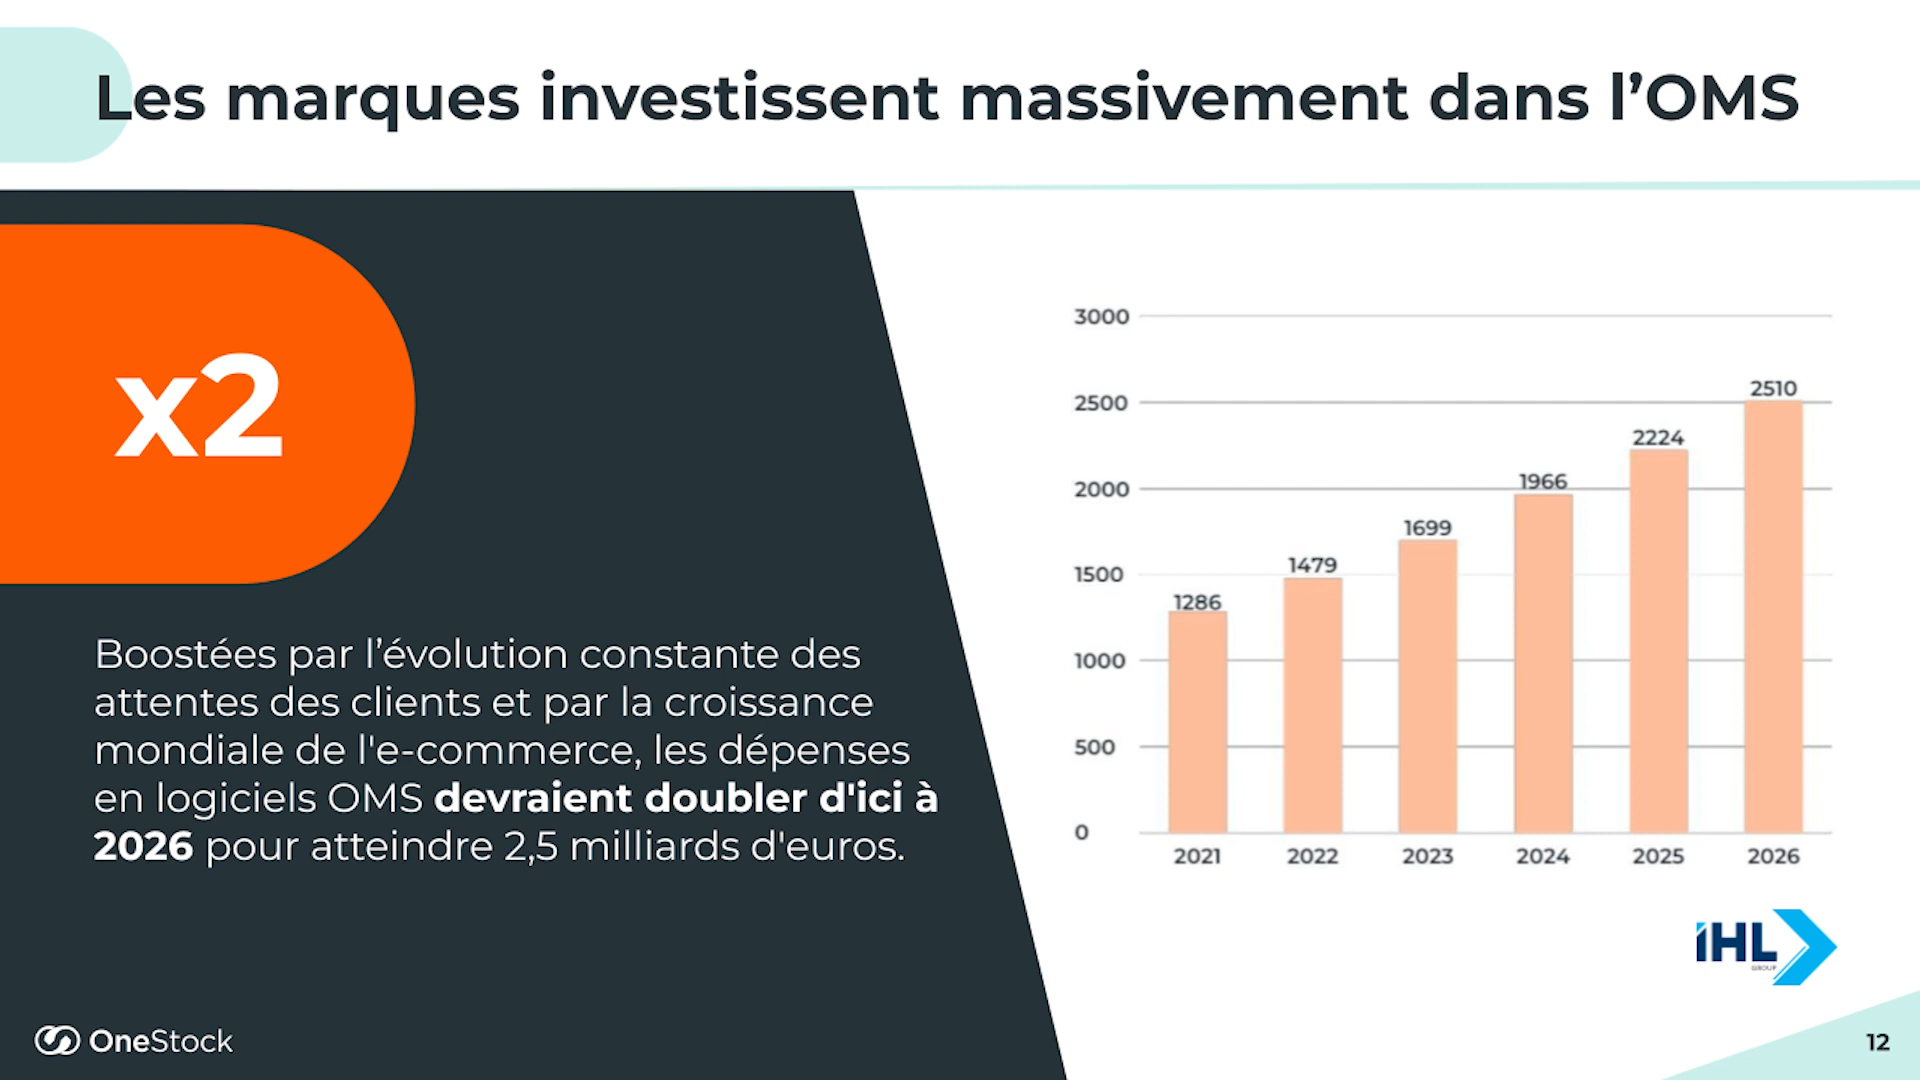 Les marques investissent massivement dans l’OMS
x2
Boostées par l’évolution constante des
attentes des clients et par la croissance
mondiale de l'e-commerce, les dépenses
en logiciels OMS devraient doubler d'ici à
2026 pour atteindre 2,5 milliards d'euros.
3000
2500
2000
1500
1000
500
0
1286
1479
1699
1966
2224
2510
2021
2022
2023
2024
2025
2026
iHL
GROUP
OneStock
12